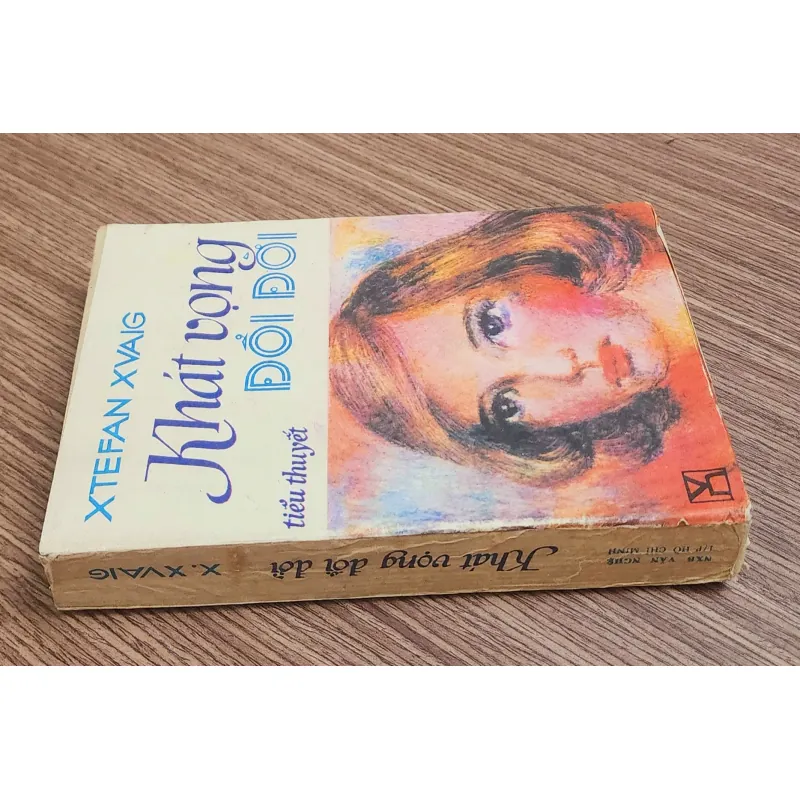 XTEFAN XVAIG
Khát vọng
ĐỔI ĐỜI
tiểu thuyết
X. XVAIG
Khát vọng đổi đời
NXB VĂN NGHỆ
T/P HỒ CHÍ MINH